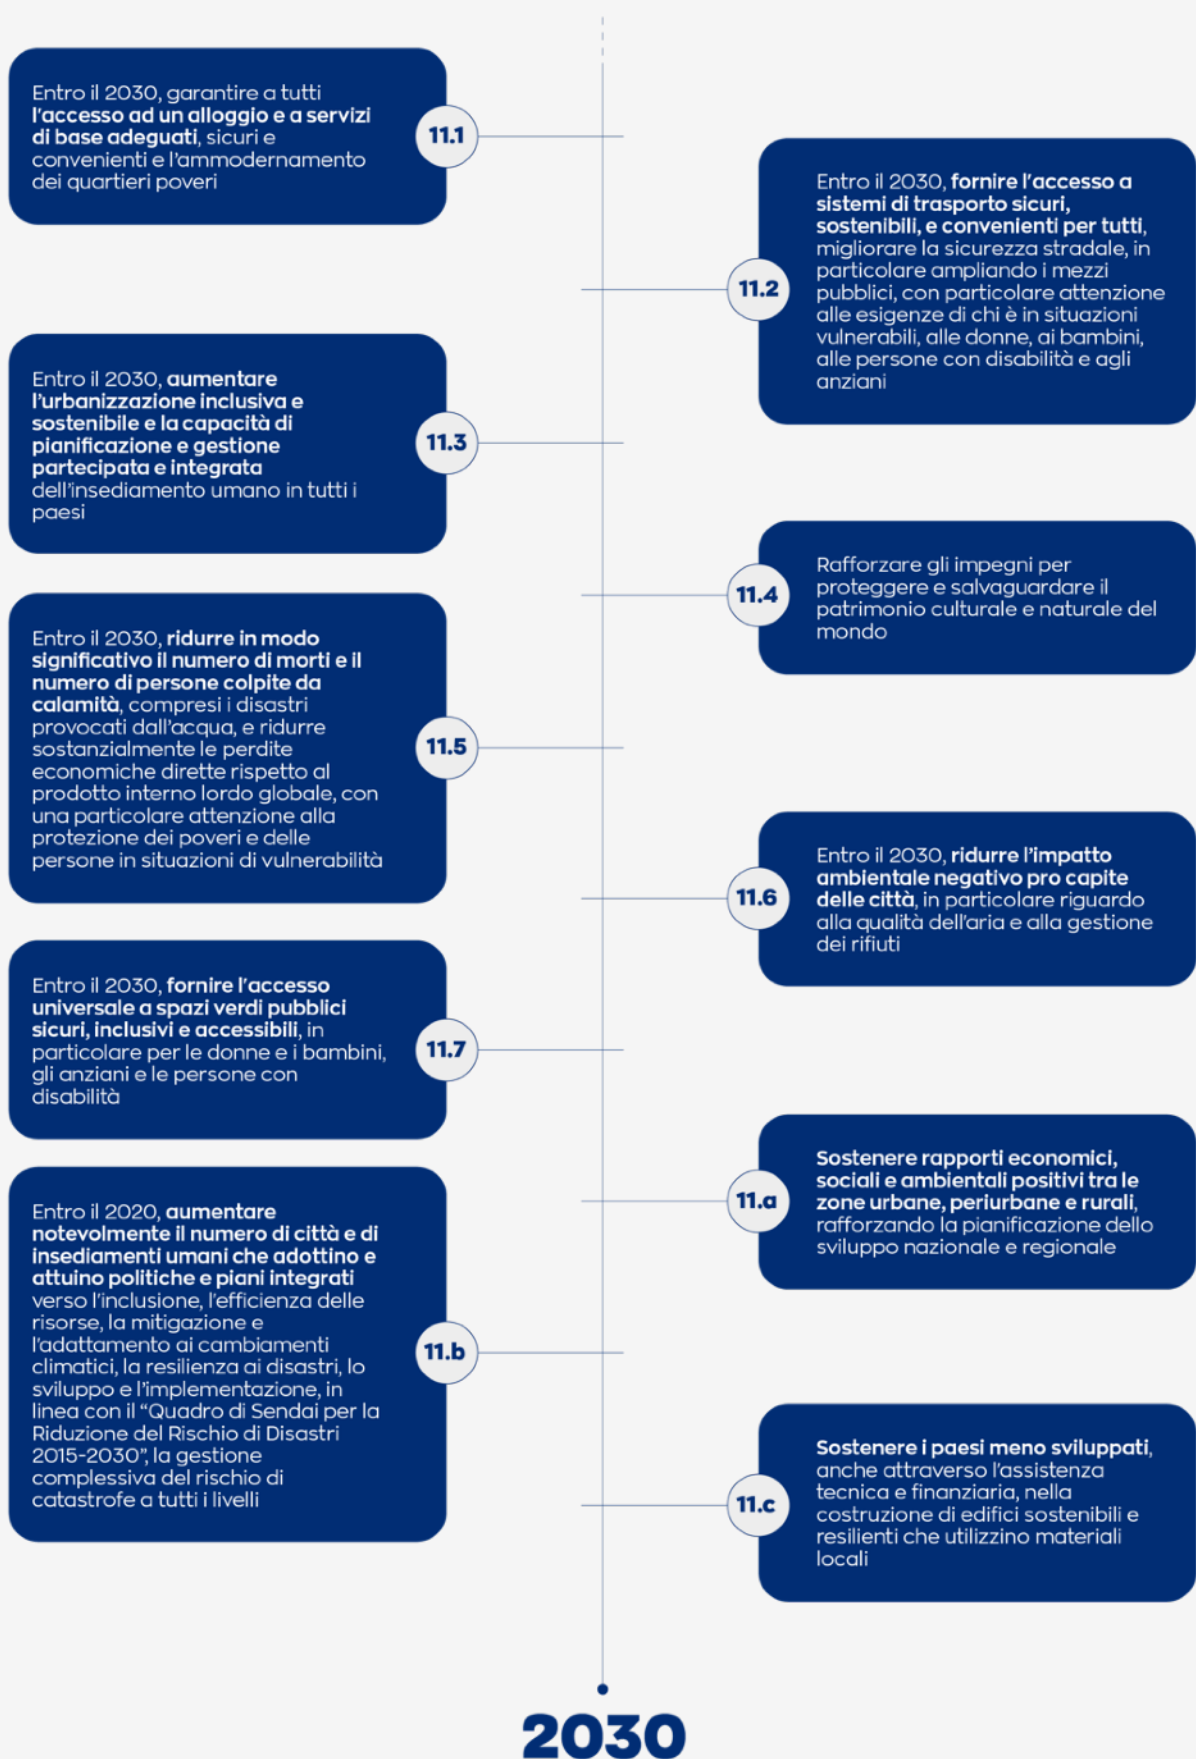 Entro il 2030, garantire a tutti
l'accesso ad un alloggio e a servizi
di base adeguati, sicuri e
convenienti e l'ammodernamento
dei quartieri poveri
11.1
Entro il 2030, fornire l'accesso a
sistemi di trasporto sicuri,
sostenibili, e convenienti per tutti,
migliorare la sicurezza stradale, in
particolare ampliando i mezzi
pubblici, con particolare attenzione
alle esigenze di chi è in situazioni
vulnerabili, alle donne, ai bambini,
alle persone con disabilità e agli
anziani
11.2
Entro il 2030, aumentare
l'urbanizzazione inclusiva e
sostenibile e la capacità di
pianificazione e gestione
partecipata e integrata
dell'insediamento umano in tutti i
paesi
11.3
Rafforzare gli impegni per
proteggere e salvaguardare il
patrimonio culturale e naturale del
mondo
11.4
Entro il 2030, ridurre in modo
significativo il numero di morti e il
numero di persone colpite da
calamità, compresi i disastri
provocati dall'acqua, e ridurre
sostanzialmente le perdite
economiche dirette rispetto al
prodotto interno lordo globale, con
una particolare attenzione alla
protezione dei poveri e delle
persone in situazioni di vulnerabilità
11.5
Entro il 2030, ridurre l'impatto
ambientale negativo pro capite
delle città, in particolare riguardo
alla qualità dell'aria e alla gestione
dei rifiuti
11.6
Entro il 2030, fornire l'accesso
universale a spazi verdi pubblici
sicuri, inclusivi e accessibili, in
particolare per le donne e i bambini,
gli anziani e le persone con
disabilità
11.7
Sostenere rapporti economici,
sociali e ambientali positivi tra le
zone urbane, periurbane e rurali,
rafforzando la pianificazione dello
sviluppo nazionale e regionale
11.a
Entro il 2020, aumentare
notevolmente il numero di città e di
insediamenti umani che adottino e
attuino politiche e piani integrati
verso l'inclusione, l'efficienza delle
risorse, la mitigazione e
l'adattamento ai cambiamenti
climatici, la resilienza ai disastri, lo
sviluppo e l'implementazione, in
linea con il “Quadro di Sendai per la
Riduzione del Rischio di Disastri
2015-2030”, la gestione
complessiva del rischio di
catastrofe a tutti i livelli
11.b
Sostenere i paesi meno sviluppati,
anche attraverso l'assistenza
tecnica e finanziaria, nella
costruzione di edifici sostenibili e
resilienti che utilizzino materiali
locali
11.c
2030